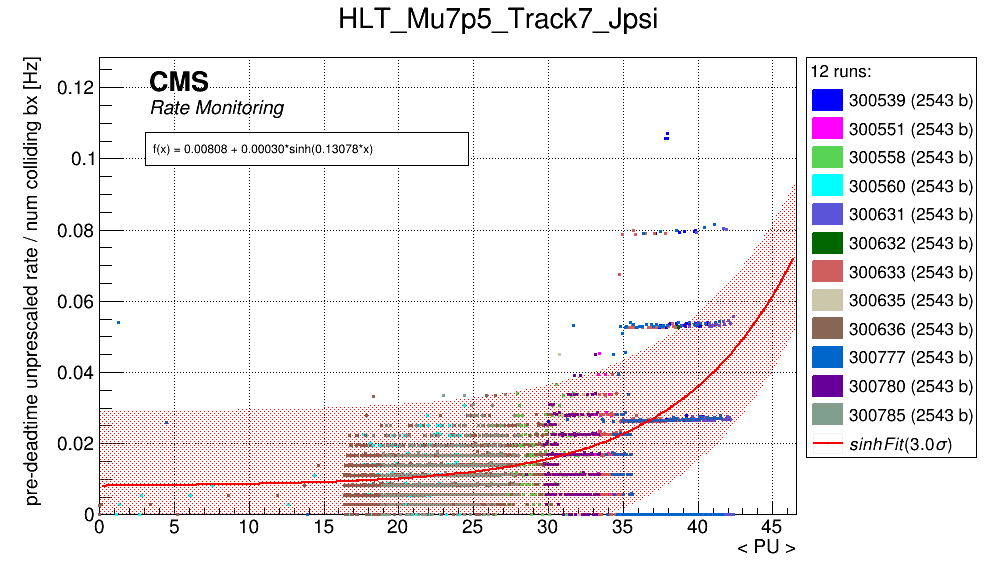 HLT_Mu7p5_Track7_Jpsi
pre-deadtime unprescaled rate / num colliding bx [Hz]
0.12
0.1
0.08
0.06
0.04
0.02
0
CMS
Rate Monitoring
f(x) = 0.00808 + 0.00030*sinh(0.13078*x)
0 5 10 15 20 25 30 35 40 45
< PU >
12 runs:
300539 (2543 b)
300551 (2543 b)
300558 (2543 b)
300560 (2543 b)
300631 (2543 b)
300632 (2543 b)
300633 (2543 b)
300635 (2543 b)
300636 (2543 b)
300777 (2543 b)
300780 (2543 b)
300785 (2543 b)
sinhFit(3.0σ)